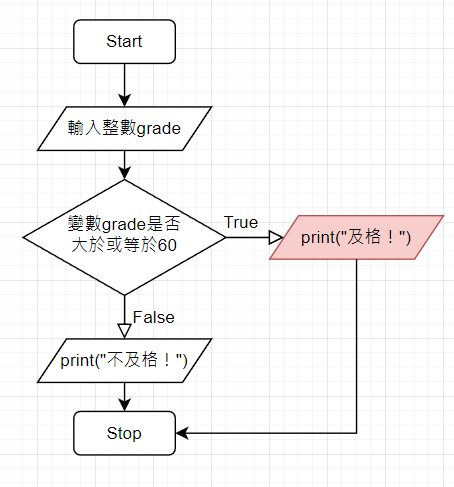 Start
輸入整數grade
變數grade是否
大於或等於60
True
print("及格！")
False
print("不及格！")
Stop